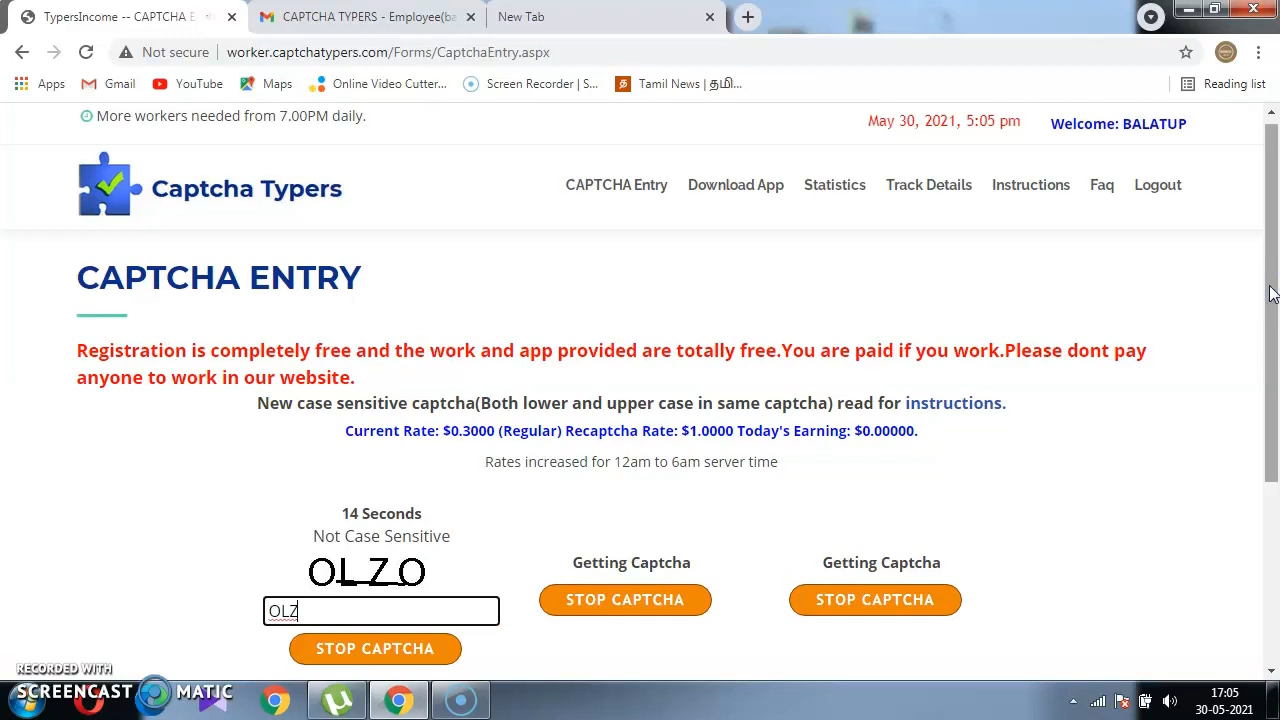 TypersIncome -- CAPTCHA E
CAPTCHA TYPERS - Employee(ba
New Tab
Not secure
worker.captchatypers.com/Forms/CaptchaEntry.aspx
Apps
Gmail
YouTube
Maps
Online Video Cutter...
Screen Recorder | S...
Tamil News | தமி...
Reading list
More workers needed from 7.00PM daily.
May 30, 2021, 5:05 pm
Welcome: BALATUP
Captcha Typers
CAPTCHA Entry
Download App
Statistics
Track Details
Instructions
Faq
Logout
CAPTCHA ENTRY
Registration is completely free and the work and app provided are totally free.You are paid if you work.Please dont pay
anyone to work in our website.
New case sensitive captcha(Both lower and upper case in same captcha) read for instructions.
Current Rate: $0.3000 (Regular) Recaptcha Rate: $1.0000 Today's Earning: $0.00000.
Rates increased for 12am to 6am server time
14 Seconds
Not Case Sensitive
OLZO
OLZ
STOP CAPTCHA
Getting Captcha
STOP CAPTCHA
Getting Captcha
STOP CAPTCHA
RECORDED WITH
SCREENCAST MATIC
17:05
30-05-2021